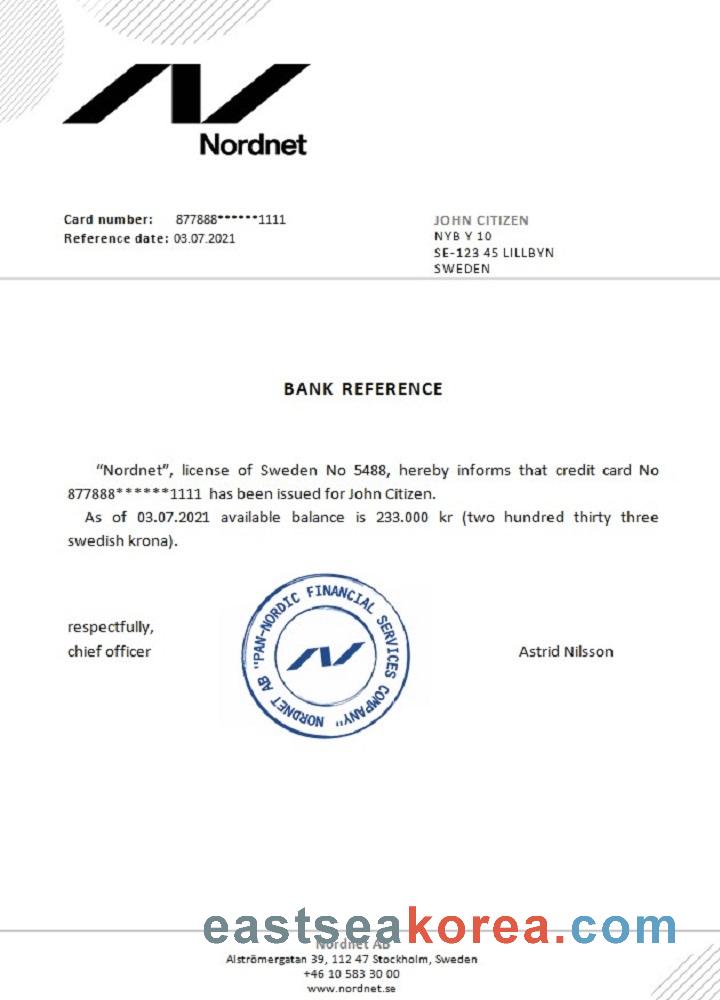 Nordnet
Card number: 877888******1111
Reference date: 03.07.2021
JOHN CITIZEN
NYB Y 10
SE-123 45 LILLBYN
SWEDEN
BANK REFERENCE
“Nordnet”, license of Sweden No 5488, hereby informs that credit card No
877888******1111 has been issued for John Citizen.
As of 03.07.2021 available balance is 233.000 kr (two hundred thirty three
swedish krona).
respectfully,
chief officer
NORDNET AB "PAN-NORDIC FINANCIAL SERVICES COMPANY"
Astrid Nilsson
eastseakorea.com
Nordnet AB
Alströmergatan 39, 112 47 Stockholm, Sweden
+46 10 583 30 00
www.nordnet.se